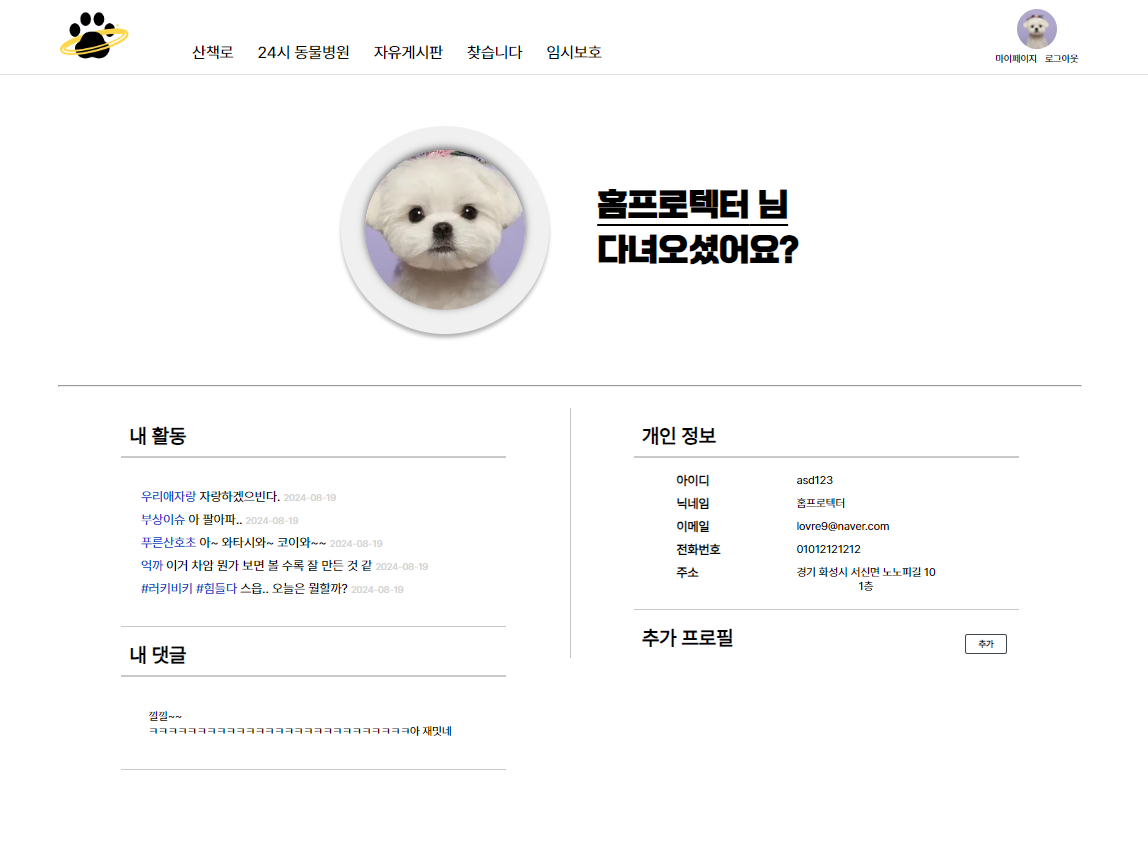 산책로 24시 동물병원 자유게시판 찾습니다 임시보호
마이페이지 로그아웃
홈프로텍터 님
다녀오셨어요?
내 활동
우리애자랑 자랑하겠으빈다. 2024-08-19
부상이슈 아 팔아파.. 2024-08-19
푸른산호초 아~ 와타시와~ 코이와~~ 2024-08-19
억까 이거 차암 뭔가 보면 볼 수록 잘 만든 것 같 2024-08-19
#러키비키 #힘들다 스읍.. 오늘은 뭘할까? 2024-08-19
내 댓글
낄낄~~
ㅋㅋㅋㅋㅋㅋㅋㅋㅋㅋㅋㅋㅋㅋㅋㅋㅋㅋㅋㅋㅋㅋㅋㅋㅋㅋㅋ아 재밋네
개인 정보
아이디 asd123
닉네임 홈프로텍터
이메일 lovre9@naver.com
전화번호 01012121212
주소 경기 화성시 서신면 노노피길 10
1층
추가 프로필 추가